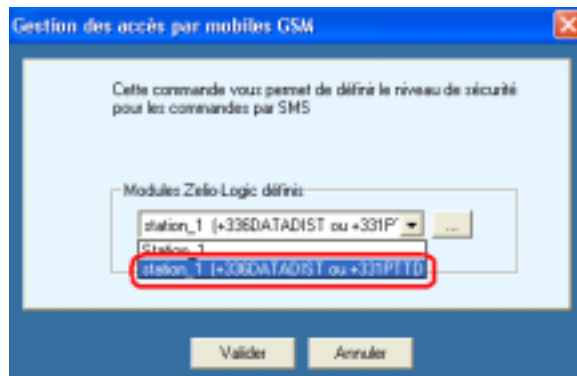 Gestion des accès par mobiles GSM
Cette commande vous permet de définir le niveau de sécurité
pour les commandes par SMS
Modules Zelio-Logic définis
station_1 (+336DATADIST ou +331P
...
Station_1
station_1 (+336DATADIST ou +331PTTD
Valider
Annuler